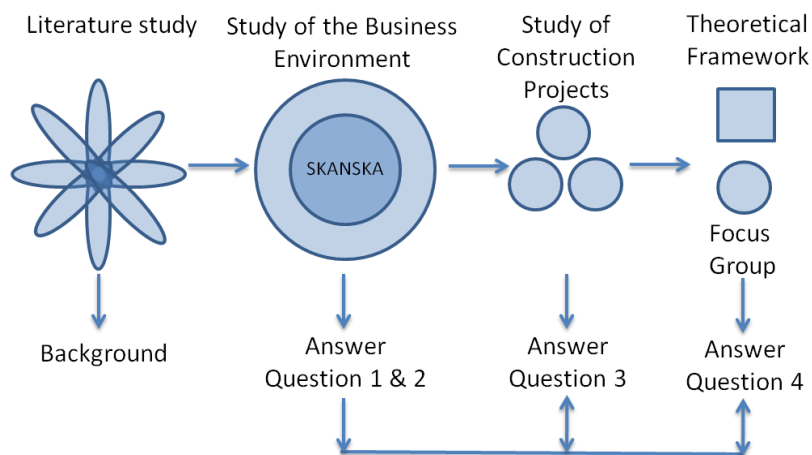 Literature study
Study of the Business
Environment
Study of
Construction
Projects
Theoretical
Framework
SKANSKA
Focus
Group
Background
Answer
Question 1 & 2
Answer
Question 3
Answer
Question 4